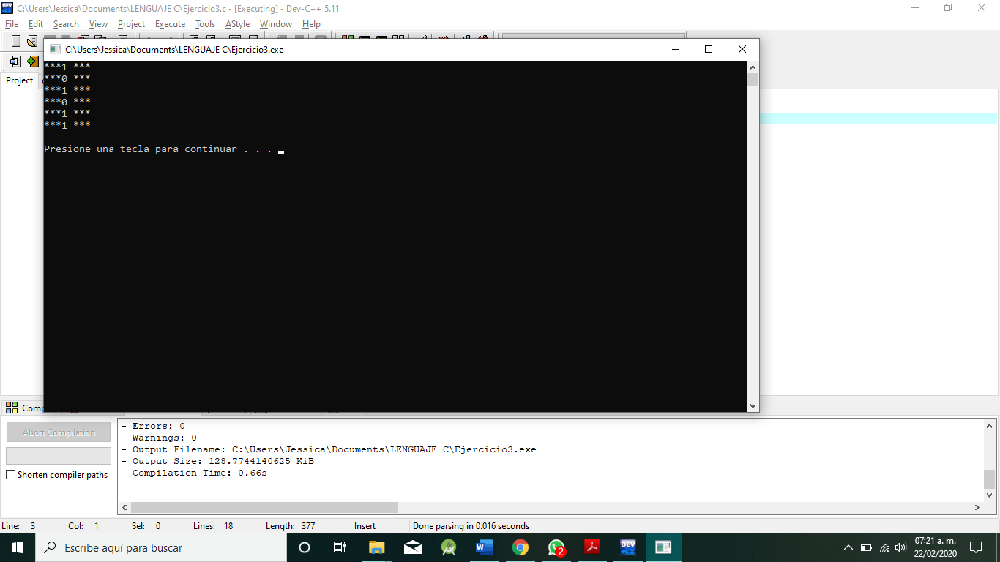 C:\Users\Jessica\Documents\LENGUAJE C\Ejercicio3.c - [Executing] - Dev-C++ 5.11
File Edit Search View Project Execute Tools AStyle Window Help
C:\Users\Jessica\Documents\LENGUAJE C\Ejercicio3.exe
Project
***1 ***
***0 ***
***1 ***
***0 ***
***1 ***
***1 ***
Presione una tecla para continuar . . .
Abort Compilation
Shorten compiler paths
- Errors: 0
- Warnings: 0
- Output Filename: C:\Users\Jessica\Documents\LENGUAJE C\Ejercicio3.exe
- Output Size: 128.7744140625 KiB
- Compilation Time: 0.66s
Line: 3 Col: 1 Sel: 0 Lines: 18 Length: 377 Insert Done parsing in 0.016 seconds
Escribe aquí para buscar
2
DEV
07:21 a. m.
22/02/2020